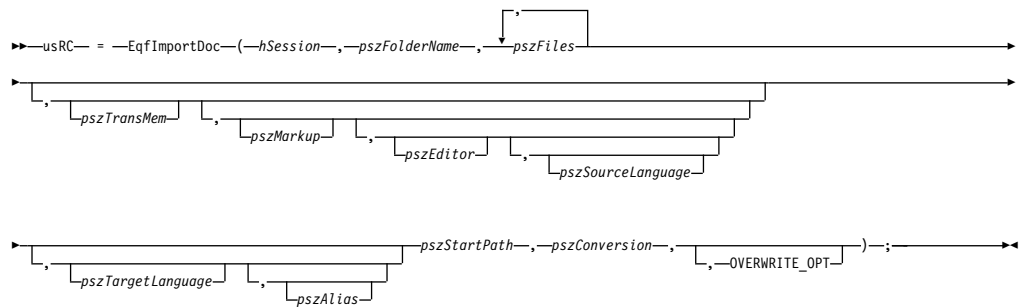 ,
usRC = EqfImportDoc ( hSession , pszFolderName , pszFiles
, pszTransMem , pszMarkup , pszEditor , pszSourceLanguage
, pszTargetLanguage , pszAlias pszStartPath , pszConversion , , OVERWRITE_OPT ) ;